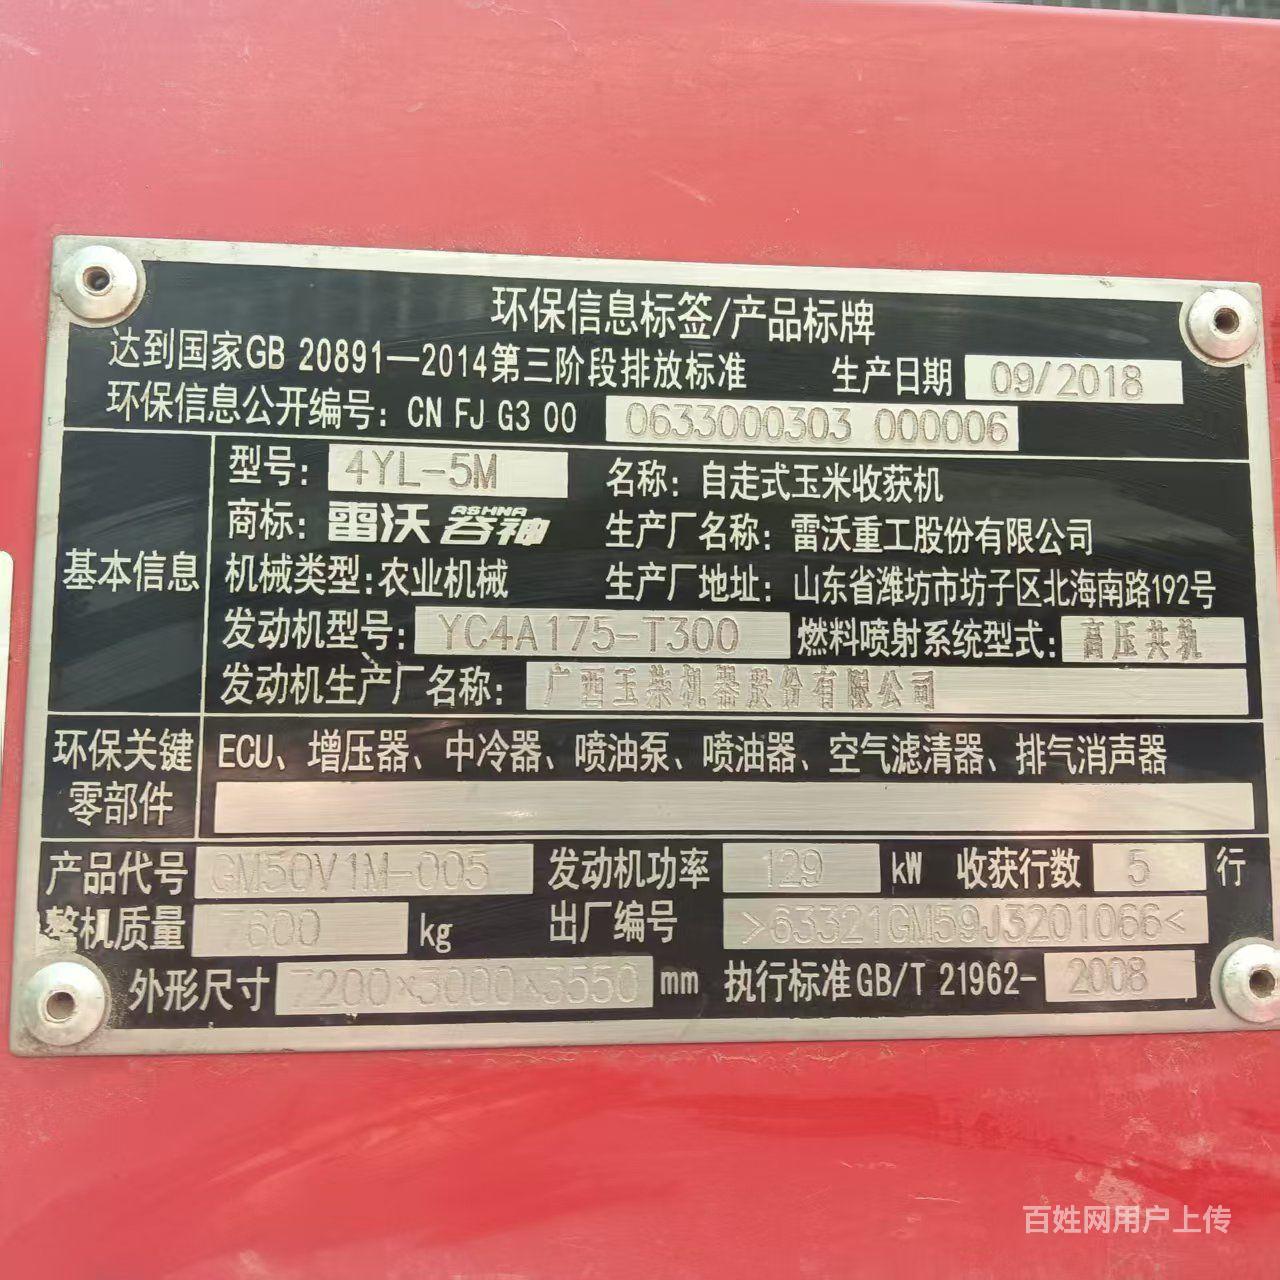 环保信息标签/产品标牌
达到国家GB 20891—2014第三阶段排放标准 生产日期 09/2018
环保信息公开编号：CN FJ G3 00 0633000303 000006
基本信息
型号：4YL-5M 名称：自走式玉米收获机
商标：雷沃 ASHNA 谷神 生产厂名称：雷沃重工股份有限公司
机械类型：农业机械 生产厂地址：山东省潍坊市坊子区北海南路192号
发动机型号：YC4A175-T300 燃料喷射系统型式：高压共轨
发动机生产厂名称：广西玉柴机器股份有限公司
环保关键零部件 ECU、增压器、中冷器、喷油泵、喷油器、空气滤清器、排气消声器
产品代号 GM50V1M-005 发动机功率 129 kW 收获行数 5 行
整机质量 7600 kg 出厂编号 >63321GM59J3201066<
外形尺寸 7200×3000×3550 mm 执行标准GB/T 21962-2008
百姓网用户上传